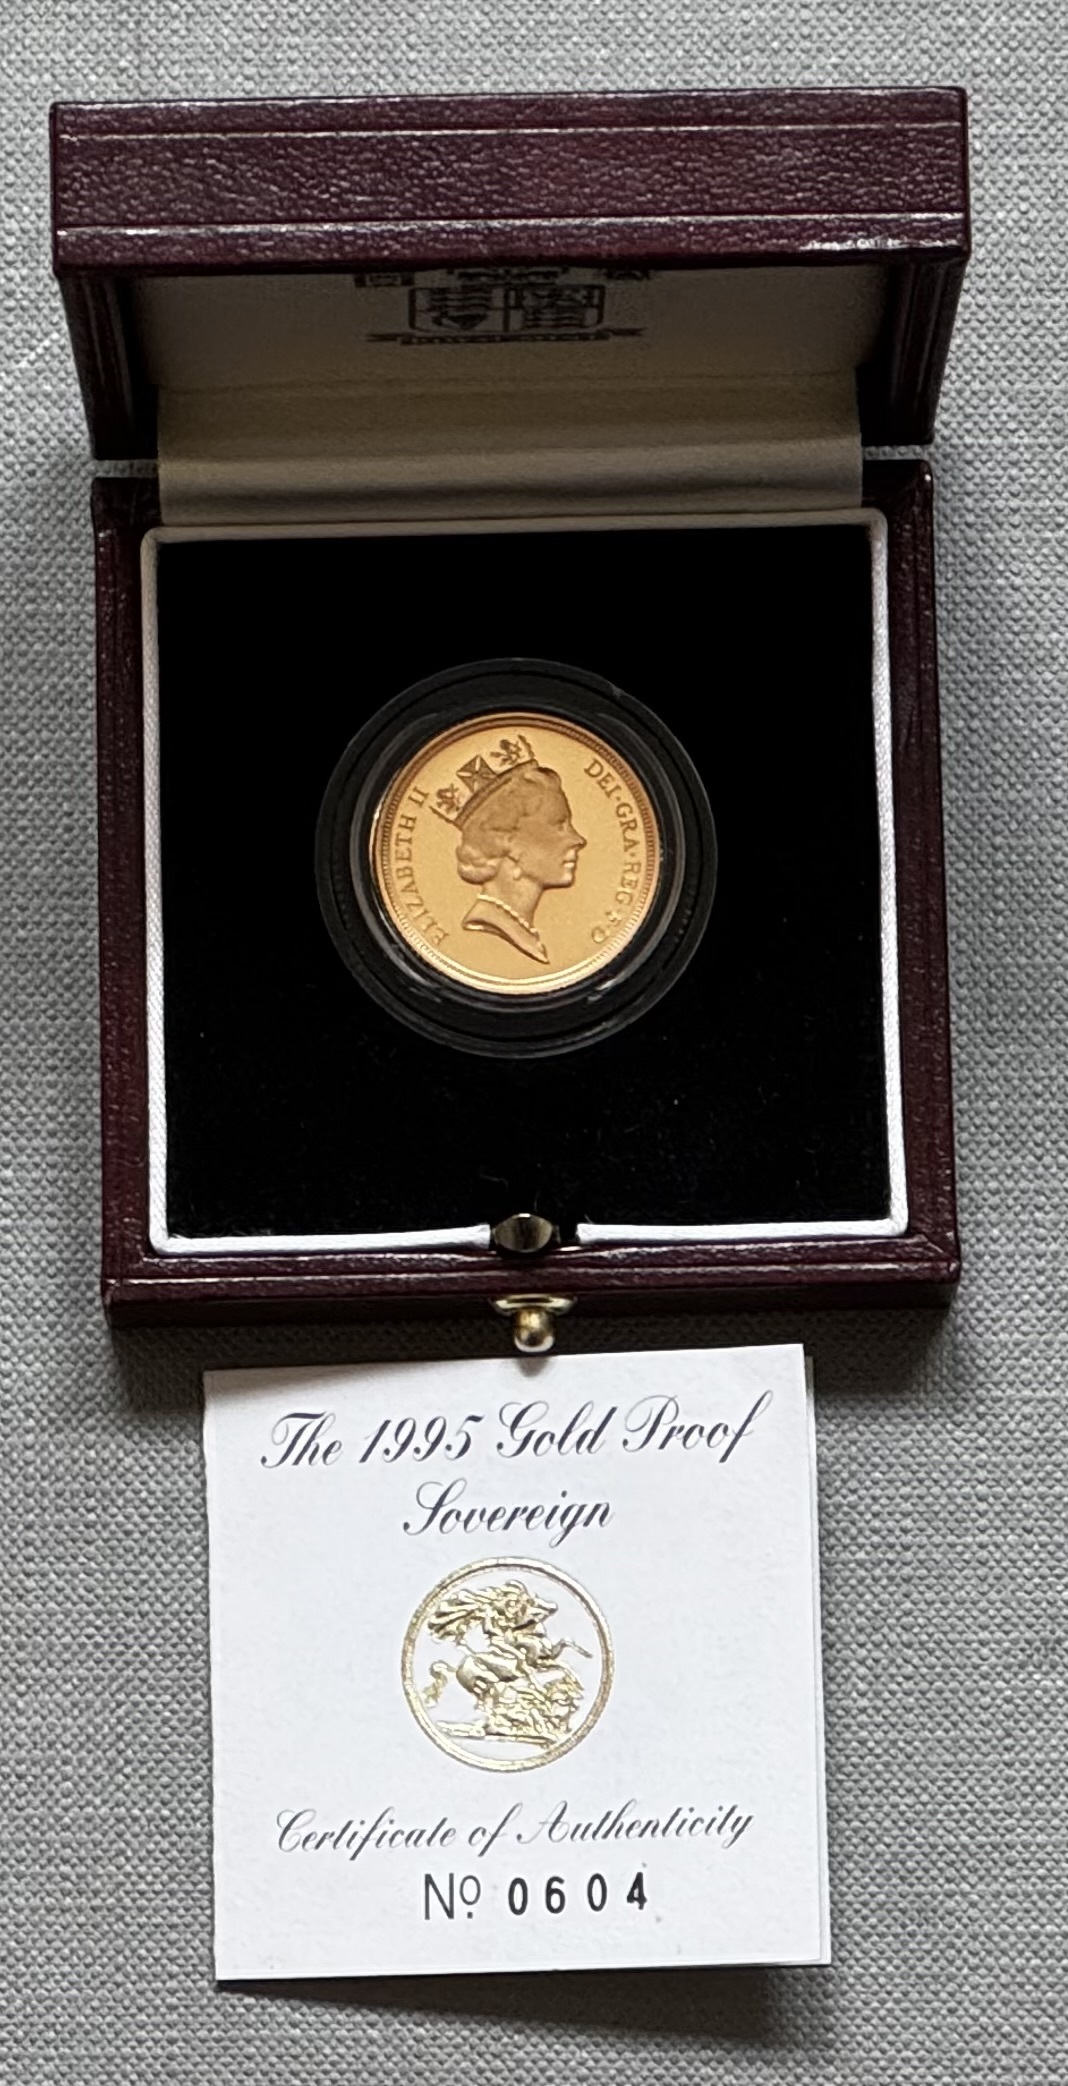 ELIZABETH II DEI·GRA·REG·F·D
The 1995 Gold Proof
Sovereign
Certificate of Authenticity
Nº 0604